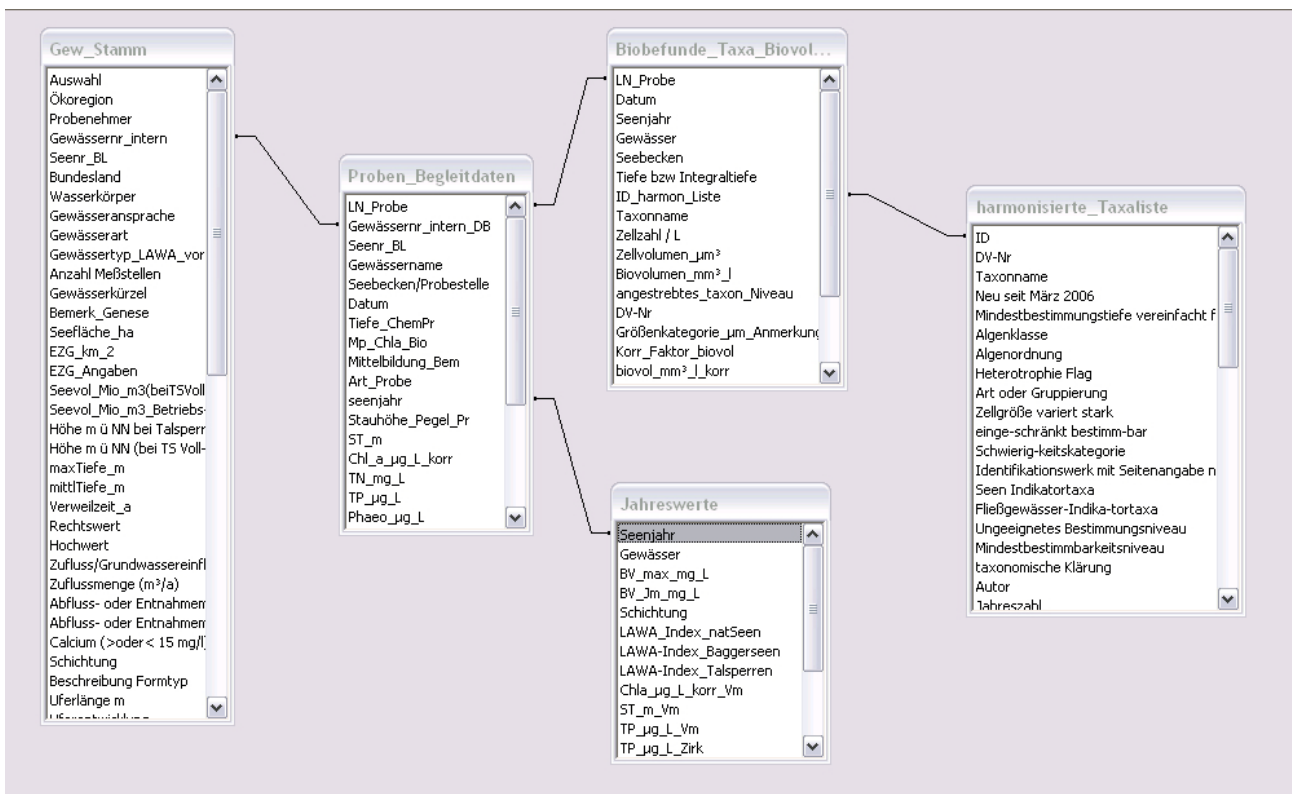 Gew_Stamm
Auswahl
Ökoregion
Probenehmer
Gewässernr_intern
Seenr_BL
Bundesland
Wasserkörper
Gewässeransprache
Gewässerart
Gewässertyp_LAWA_vor
Anzahl Meßstellen
Gewässerkürzel
Bemerk_Genese
Seefläche_ha
EZG_km_2
EZG_Angaben
Seevol_Mio_m3(beiTSVoll
Seevol_Mio_m3_Betriebs-
Höhe m ü NN bei Talsperr
Höhe m ü NN (bei TS Voll-
maxTiefe_m
mittlTiefe_m
Verweilzeit_a
Rechtswert
Hochwert
Zufluss/Grundwassereinfl
Zuflussmenge (m³/a)
Abfluss- oder Entnahmem
Abfluss- oder Entnahmem
Calcium (>oder< 15 mg/l)
Schichtung
Beschreibung Formtyp
Uferlänge m
Uferentwicklung
Proben_Begleitdaten
LN_Probe
Gewässernr_intern_DB
Seenr_BL
Gewässername
Seebecken/Probestelle
Datum
Tiefe_ChemPr
Mp_Chla_Bio
Mittelbildung_Bem
Art_Probe
seenjahr
Stauhöhe_Pegel_Pr
ST_m
Chl_a_µg_L_korr
TN_mg_L
TP_µg_L
Phaeo_µg_L
Biobefunde_Taxa_Biovol...
LN_Probe
Datum
Seenjahr
Gewässer
Seebecken
Tiefe bzw Integraltiefe
ID_harmon_Liste
Taxonname
Zellzahl / L
Zellvolumen_µm³
Biovolumen_mm³_l
angestrebtes_taxon_Niveau
DV-Nr
Größenkategorie_µm_Anmerkung
Korr_Faktor_biovol
biovol_mm³_l_korr
Jahreswerte
Seenjahr
Gewässer
BV_max_mg_L
BV_Jm_mg_L
Schichtung
LAWA_Index_natSeen
LAWA-Index_Baggerseen
LAWA-Index_Talsperren
Chla_µg_L_korr_Vm
ST_m_Vm
TP_µg_L_Vm
TP_µg_L_Zirk
harmonisierte_Taxaliste
ID
DV-Nr
Taxonname
Neu seit März 2006
Mindestbestimmungstiefe vereinfacht f
Algenklasse
Algenordnung
Heterotrophie Flag
Art oder Gruppierung
Zellgröße variert stark
einge-schränkt bestimm-bar
Schwierig-keitskategorie
Identifikationswerk mit Seitenangabe n
Seen Indikatortaxa
Fließgewässer-Indika-tortaxa
Ungeeignetes Bestimmungsniveau
Mindestbestimmbarkeitsniveau
taxonomische Klärung
Autor
Jahreszahl